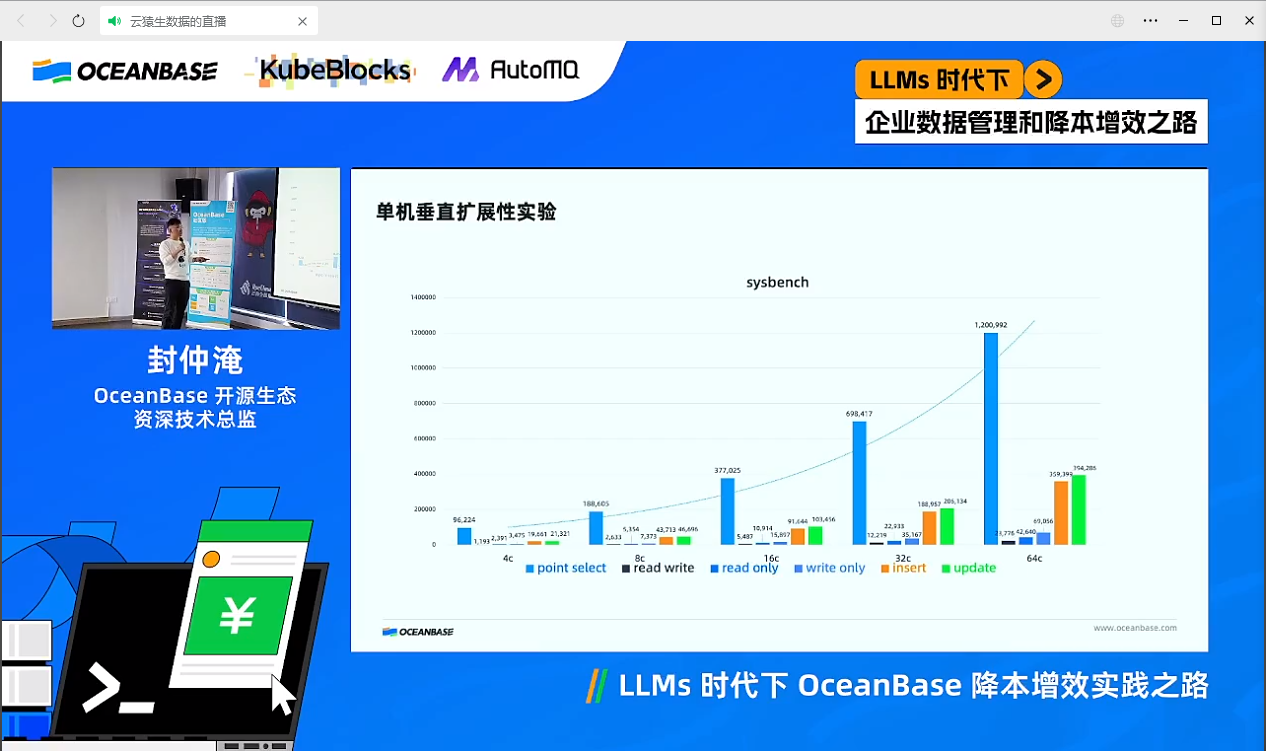 云猿生数据的直播
OCEANBASE
KubeBlocks
AutoMQ
LLMs 时代下
企业数据管理和降本增效之路
封仲淹
OceanBase 开源生态
资深技术总监
单机垂直扩展性实验
sysbench
1400000
1200000
1000000
800000
600000
400000
200000
0
96,224
1,193
2,391
3,475
19,661
21,321
188,605
2,633
5,354
7,373
43,713
46,696
377,025
5,487
10,914
15,897
91,644
103,456
698,417
12,219
22,933
35,167
188,957
205,134
1,200,992
42,640
69,056
359,393
394,285
4c
8c
16c
32c
64c
point select
read write
read only
write only
insert
update
OCEANBASE
www.oceanbase.com
¥
>_
// LLMs 时代下 OceanBase 降本增效实践之路